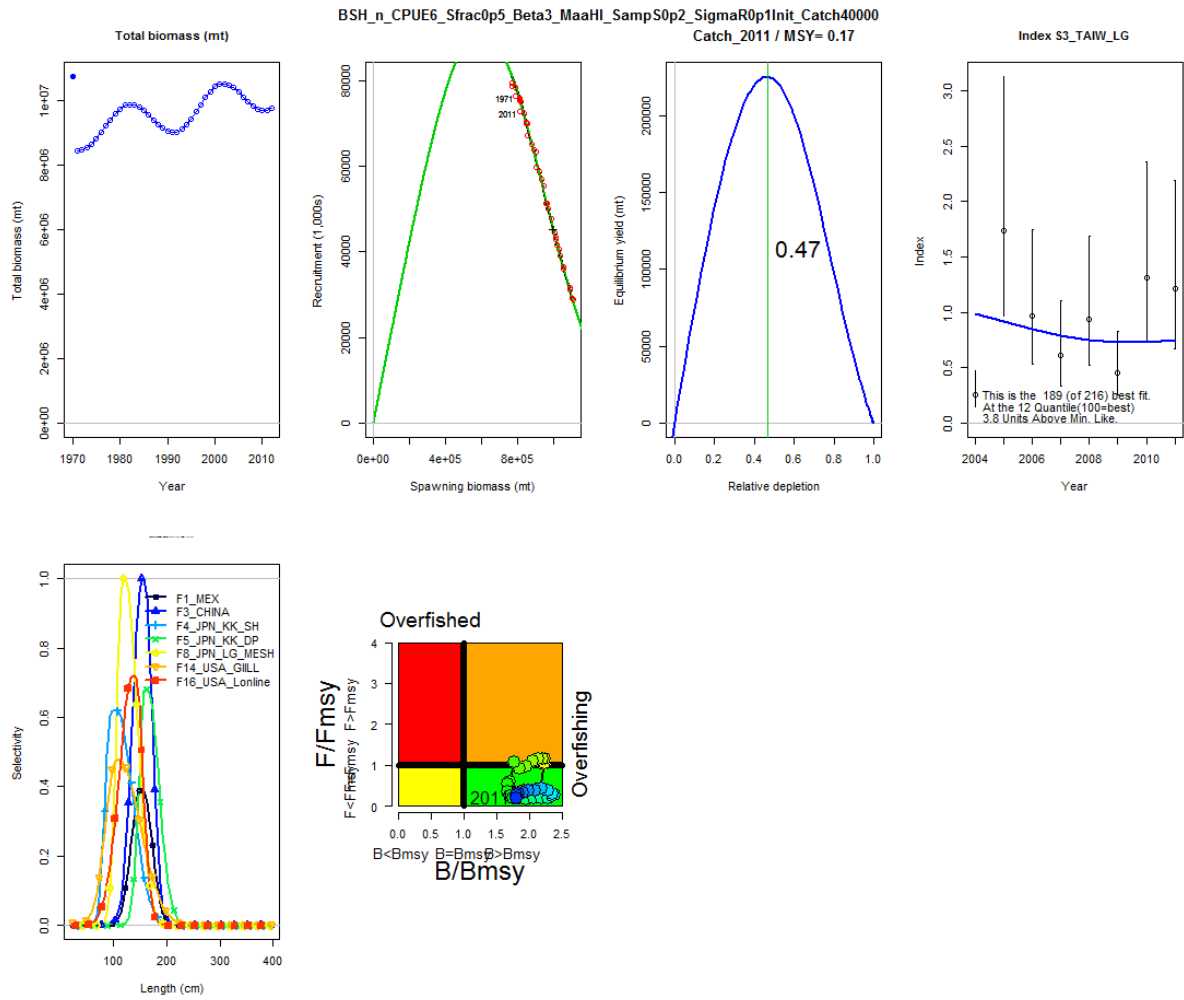 BSH_n_CPUE6_Sfrac0p5_Beta3_MaaHI_SampS0p2_SigmaR0p1Init_Catch40000
Total biomass (mt)
Catch_2011 / MSY= 0.17
Index S3_TAIW_LG
Total biomass (mt)
0e+00
2e+06
4e+06
6e+06
8e+06
1e+07
1970
1980
1990
2000
2010
Year
Recruitment (1,000s)
0
20000
40000
60000
80000
1971
2011
0e+00
4e+05
8e+05
Spawning biomass (mt)
Equilibrium yield (mt)
0
50000
100000
150000
200000
0.47
0.0
0.2
0.4
0.6
0.8
1.0
Relative depletion
Index
0.0
0.5
1.0
1.5
2.0
2.5
3.0
This is the 189 (of 216) best fit.
At the 12 Quantile(100=best)
3.8 Units Above Min. Like.
2004
2006
2008
2010
Year
Selectivity
0.0
0.2
0.4
0.6
0.8
1.0
F1_MEX
F3_CHINA
F4_JPN_KK_SH
F5_JPN_KK_DP
F8_JPN_LG_MESH
F14_USA_GIILL
F16_USA_Lonline
100
200
300
400
Length (cm)
Overfished
Overfishing
F/Fmsy
F<Fmsy
F>Fmsy
0
1
2
3
4
2011
0.0
0.5
1.0
1.5
2.0
2.5
B<Bmsy
B=Bmsy
B>Bmsy
B/Bmsy